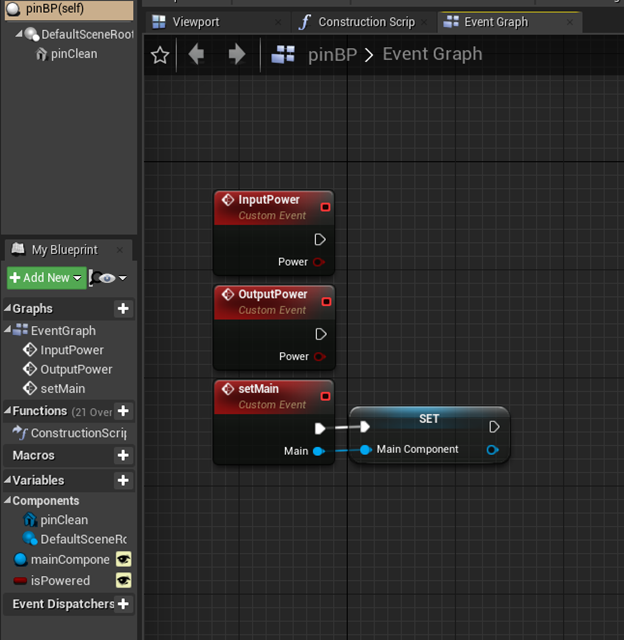 pinBP(self)
DefaultSceneRoot
pinClean
Viewport
Construction Scrip
Event Graph
pinBP > Event Graph
InputPower
Custom Event
Power
OutputPower
Custom Event
Power
setMain
Custom Event
Main
SET
Main Component
My Blueprint
Add New
Graphs
EventGraph
InputPower
OutputPower
setMain
Functions (21 Over
ConstructionScrip
Macros
Variables
Components
pinClean
DefaultSceneRo
mainCompone
isPowered
Event Dispatchers